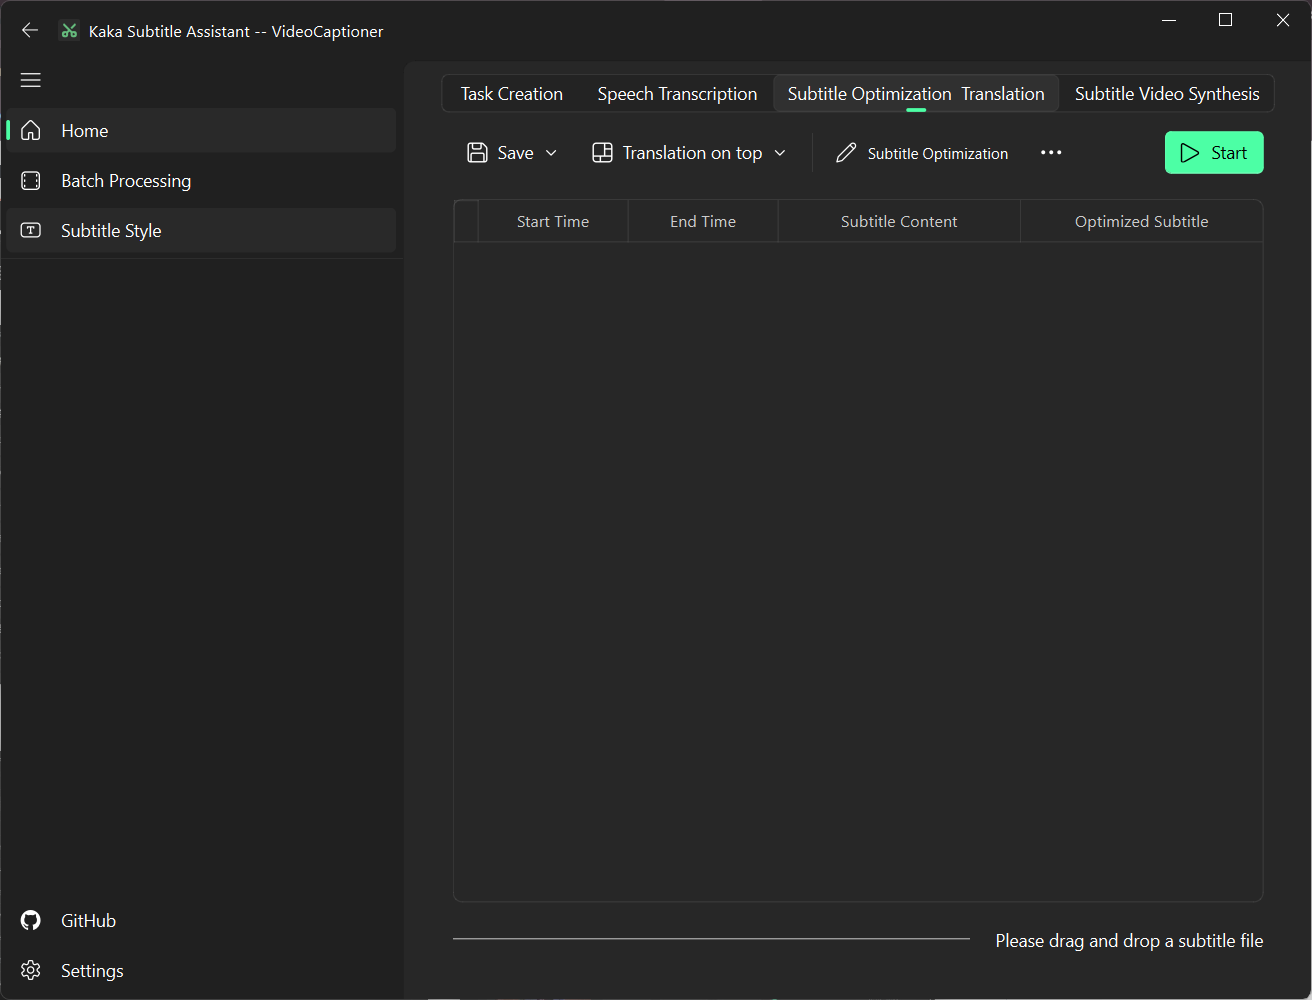 Kaka Subtitle Assistant -- VideoCaptioner
Home
Batch Processing
Subtitle Style
GitHub
Settings
Task Creation
Speech Transcription
Subtitle Optimization Translation
Subtitle Video Synthesis
Save
Translation on top
Subtitle Optimization
Start
Start Time
End Time
Subtitle Content
Optimized Subtitle
Please drag and drop a subtitle file